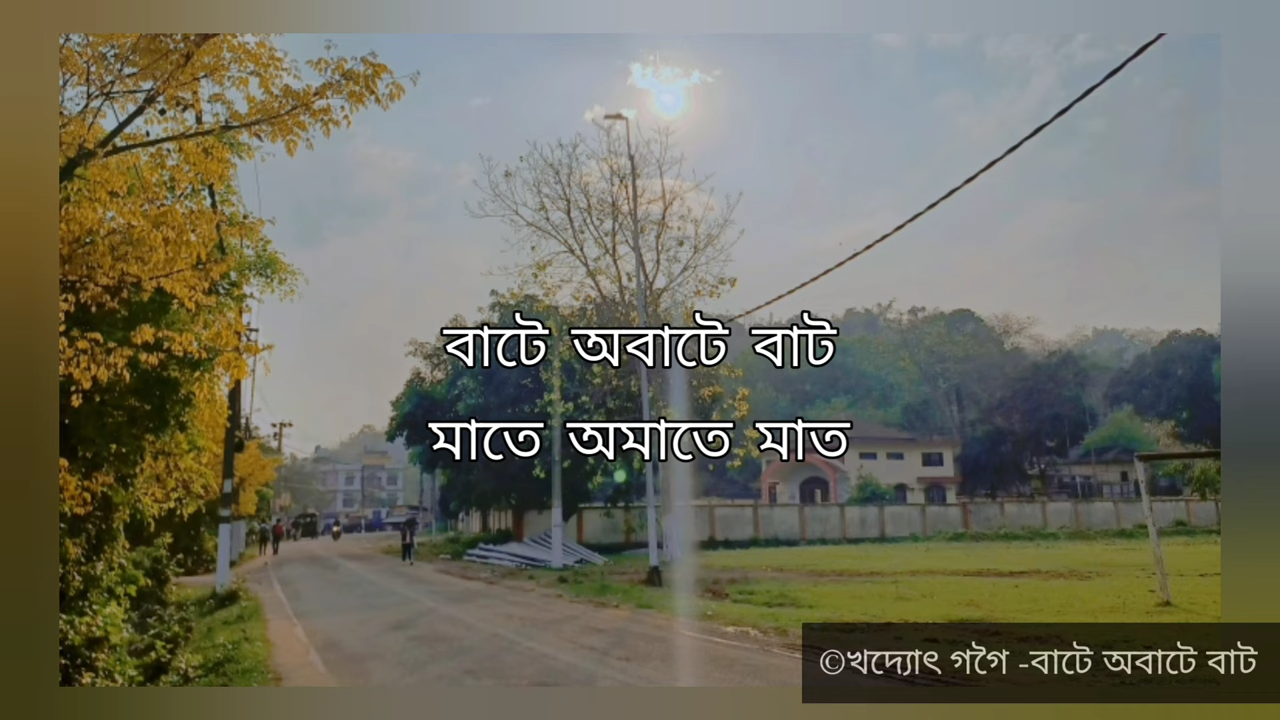 বাটে অবাটে বাট
মাতে অমাতে মাত
©খদ্যোৎ গগৈ -বাটে অবাটে বাট